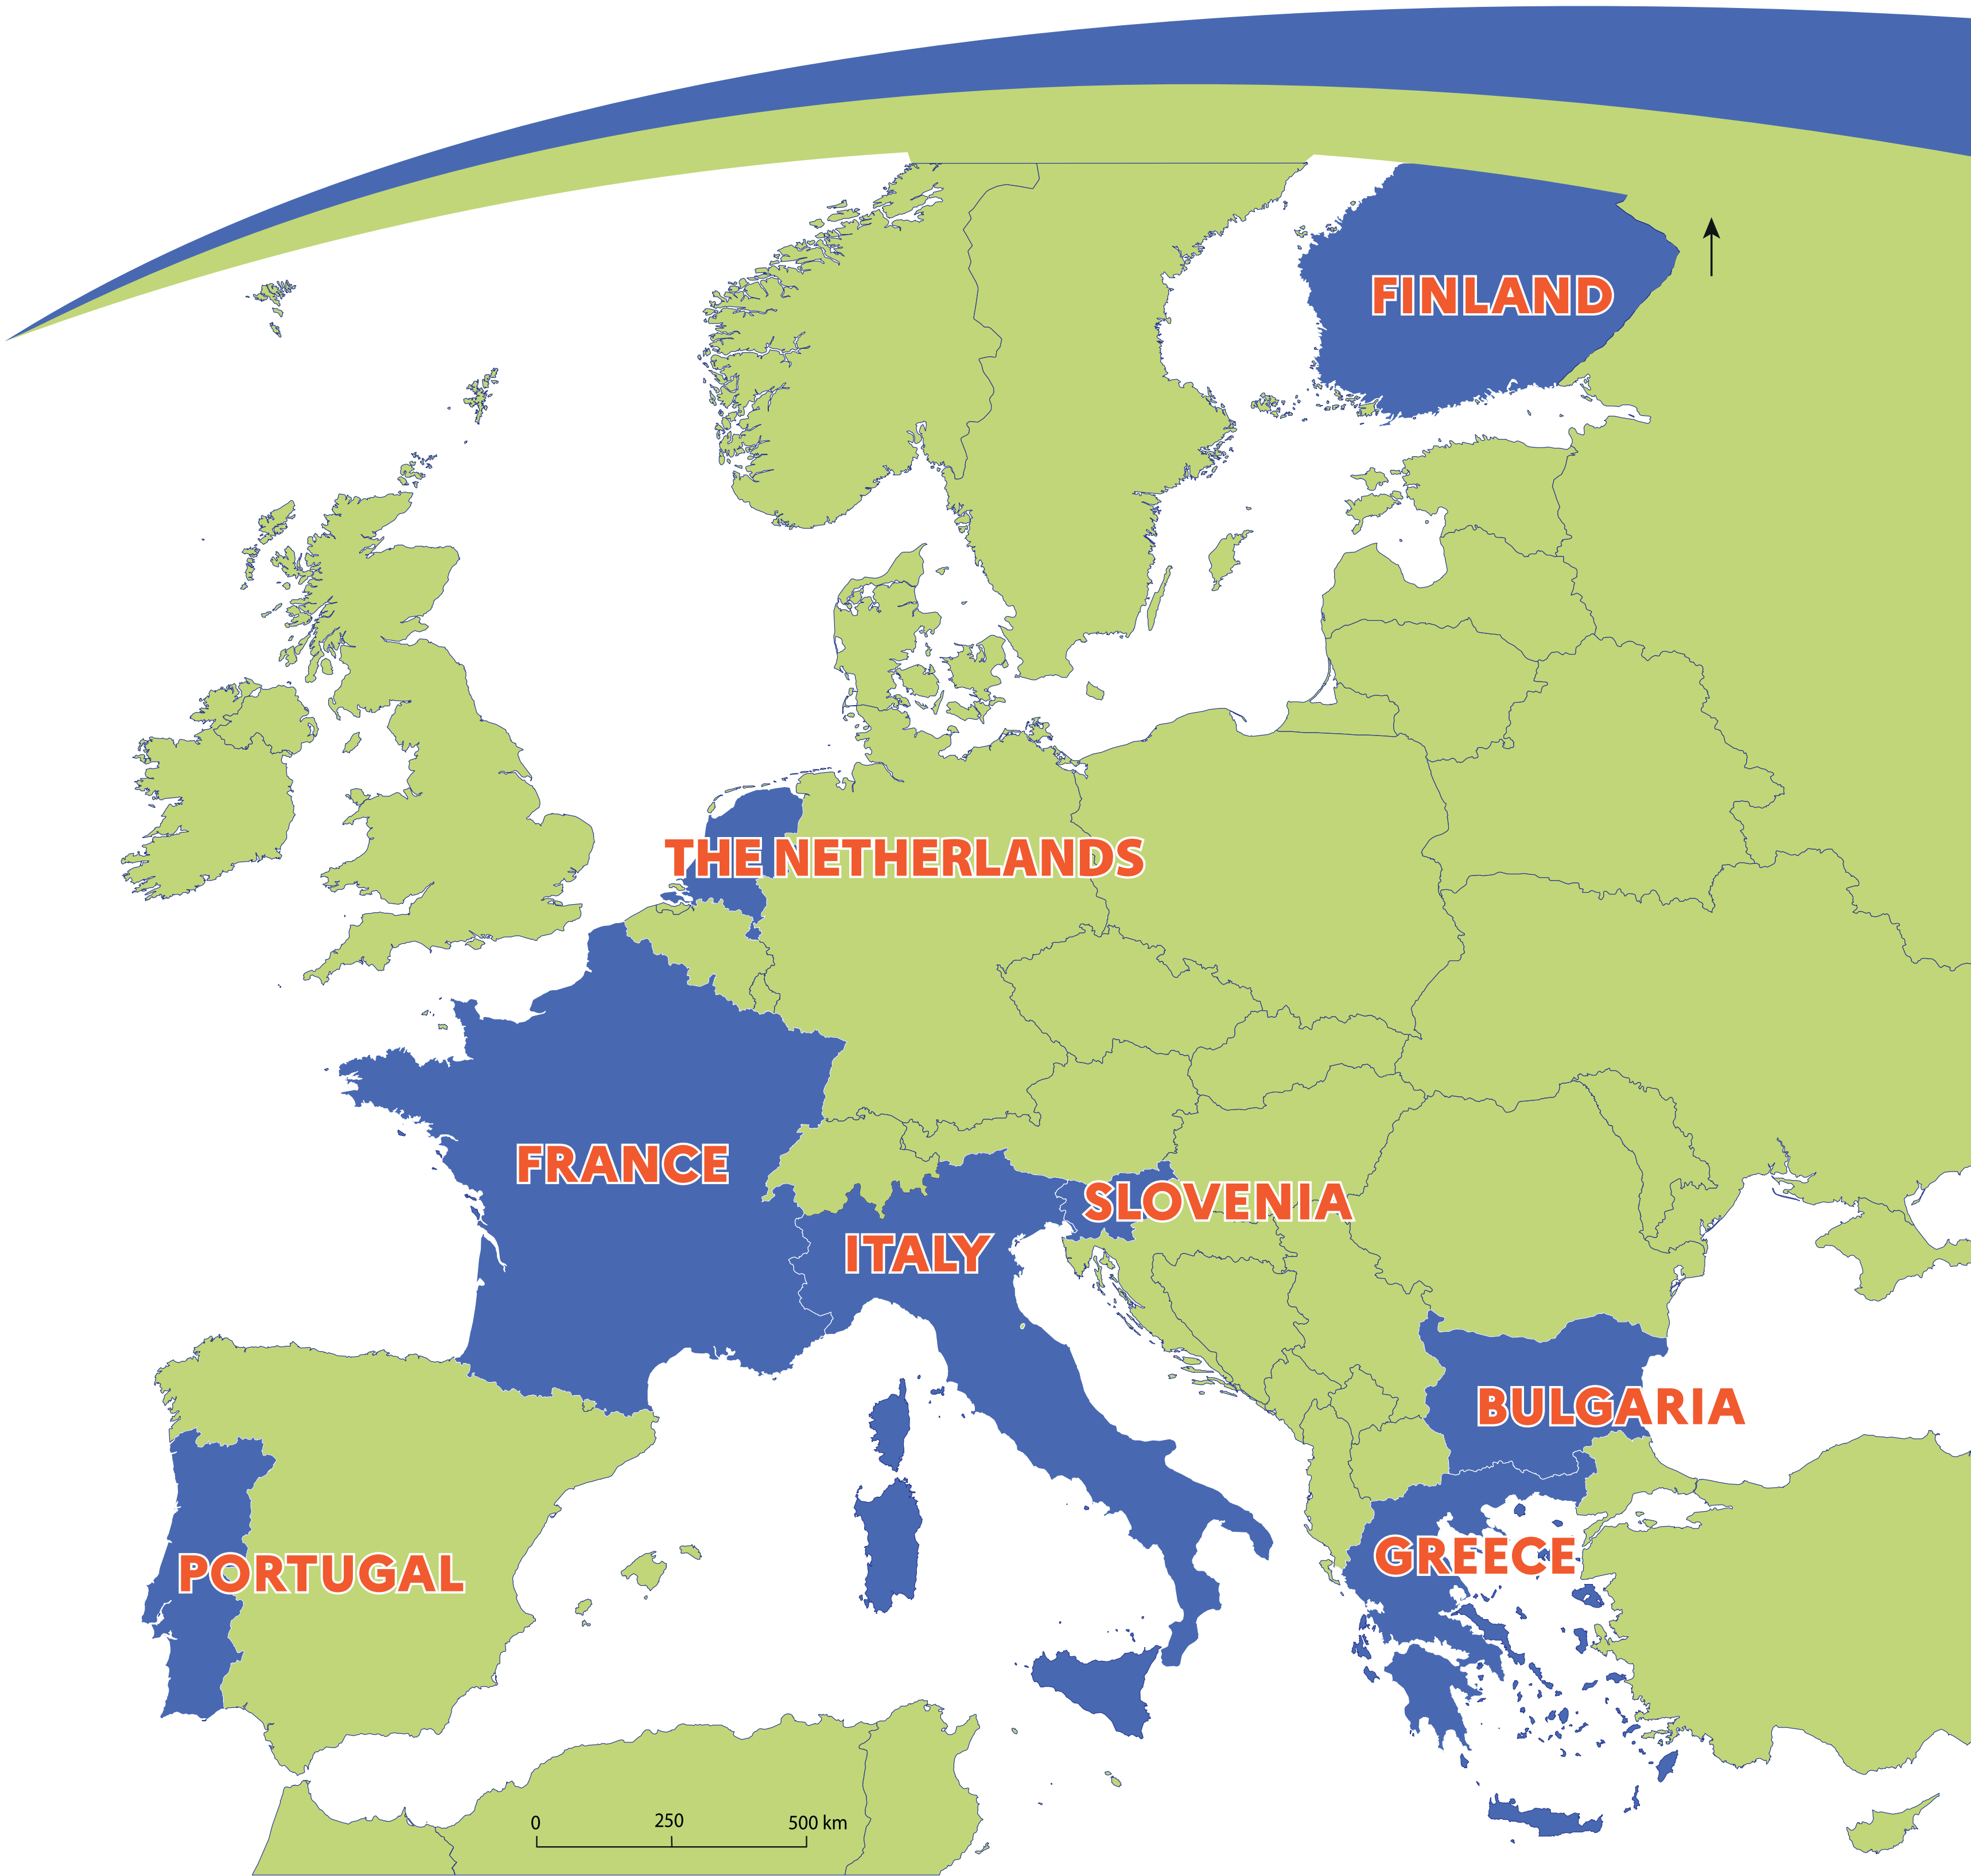 FINLAND
THE NETHERLANDS
FRANCE
SLOVENIA
ITALY
BULGARIA
GREECE
PORTUGAL
0 250 500 km